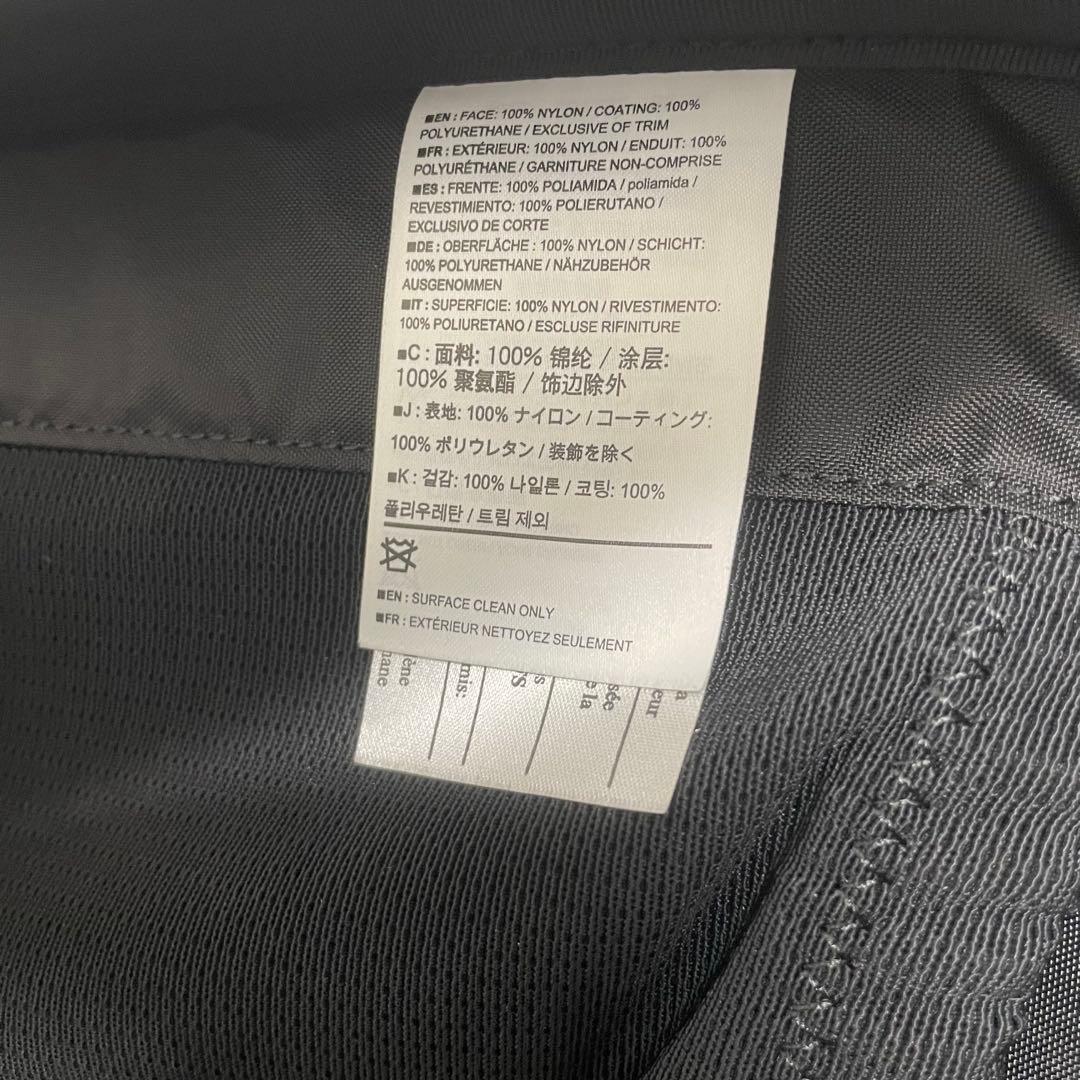 ■EN : FACE: 100% NYLON / COATING: 100%
POLYURETHANE / EXCLUSIVE OF TRIM
■FR : EXTÉRIEUR: 100% NYLON / ENDUIT: 100%
POLYURÉTHANE / GARNITURE NON-COMPRISE
■ES : FRENTE: 100% POLIAMIDA / poliamida /
REVESTIMIENTO: 100% POLIERUTANO /
EXCLUSIVO DE CORTE
■DE : OBERFLÄCHE : 100% NYLON / SCHICHT:
100% POLYURETHANE / NÄHZUBEHÖR
AUSGENOMMEN
■IT : SUPERFICIE: 100% NYLON / RIVESTIMENTO:
100% POLIURETANO / ESCLUSE RIFINITURE
■C : 面料: 100% 锦纶 / 涂层:
100% 聚氨酯 / 饰边除外
■J : 表地: 100% ナイロン / コーティング:
100% ポリウレタン / 装飾を除く
■K : 겉감: 100% 나일론 / 코팅: 100%
폴리우레탄 / 트림 제외
■EN : SURFACE CLEAN ONLY
■FR : EXTÉRIEUR NETTOYEZ SEULEMENT